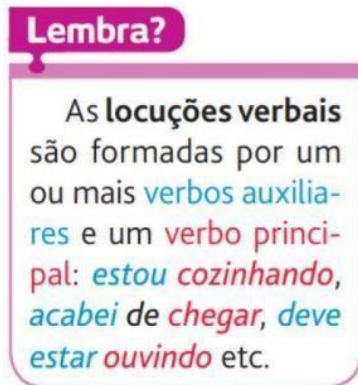 Lembra?
As locuções verbais
são formadas por um
ou mais verbos auxilia-
res e um verbo princi-
pal: estou cozinhando,
acabei de chegar, deve
estar ouvindo etc.